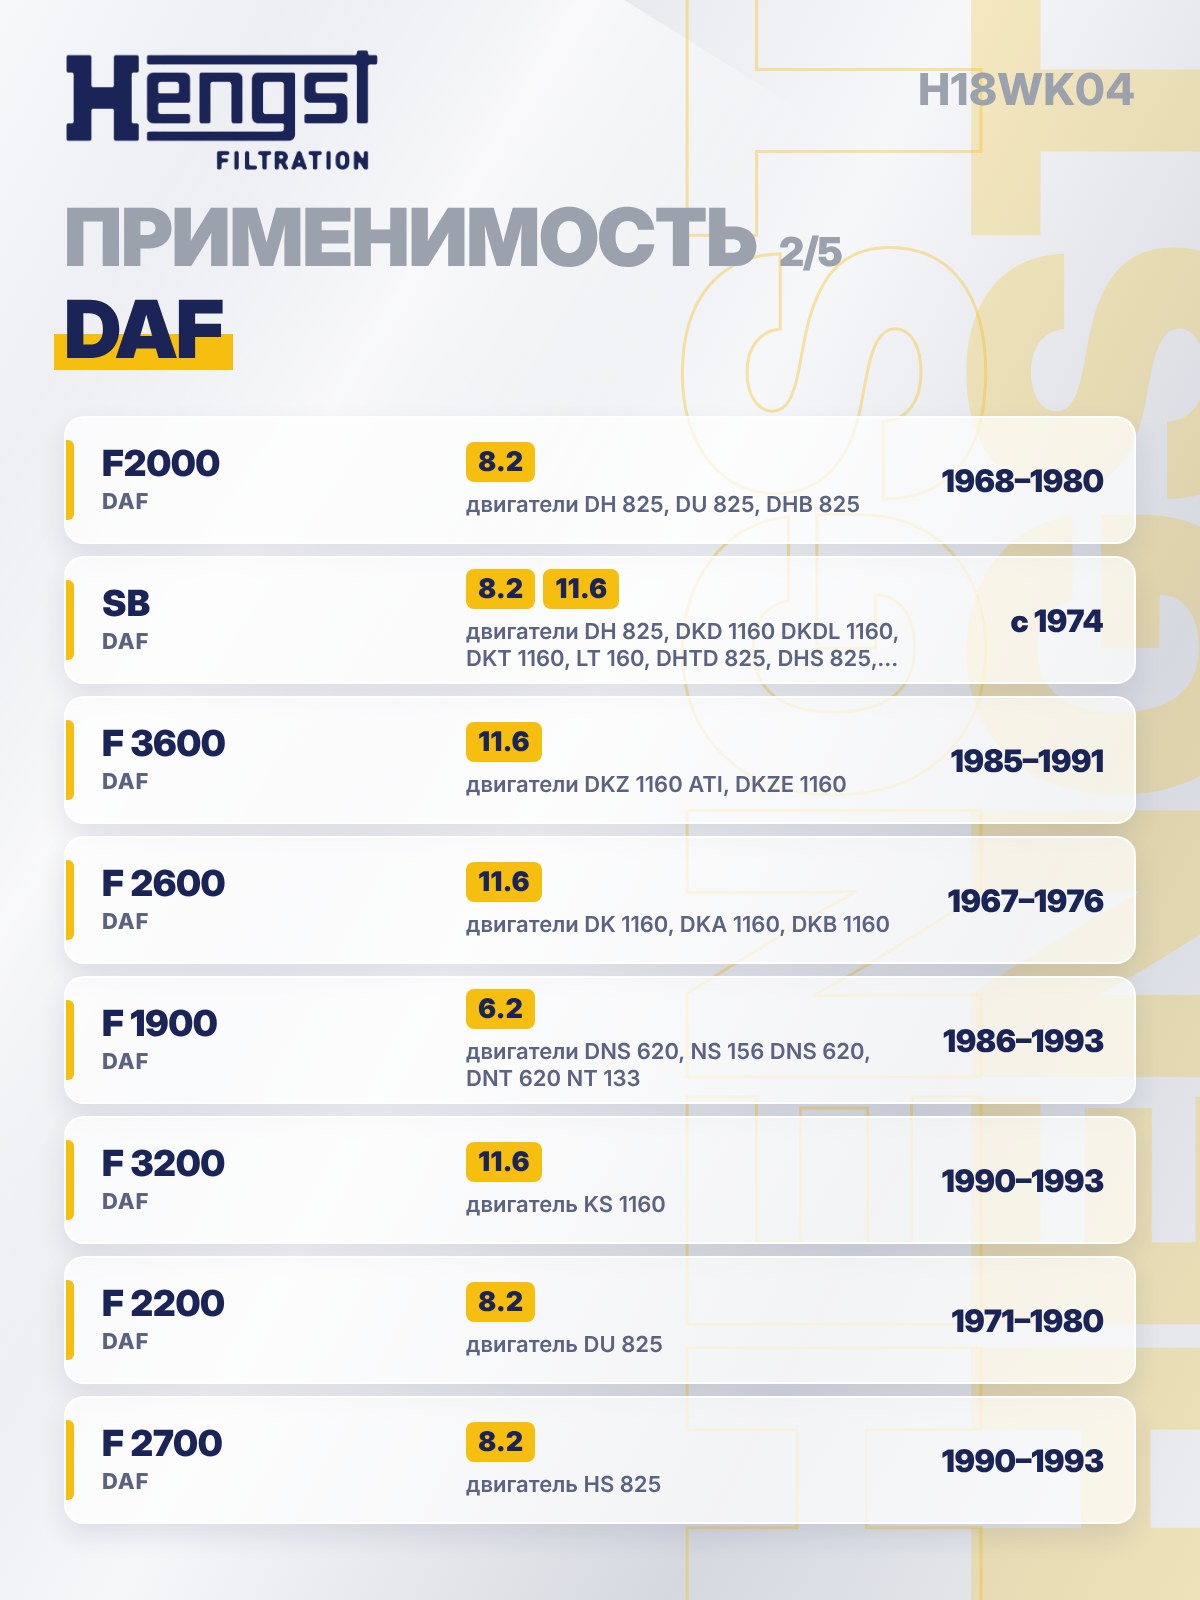 Hengst
FILTRATION
H18WK04
ПРИМЕНИМОСТЬ 2/5
DAF
F2000
DAF
8.2
двигатели DH 825, DU 825, DHB 825
1968–1980
SB
DAF
8.2 11.6
двигатели DH 825, DKD 1160 DKDL 1160,
DKT 1160, LT 160, DHTD 825, DHS 825,...
с 1974
F 3600
DAF
11.6
двигатели DKZ 1160 ATI, DKZE 1160
1985–1991
F 2600
DAF
11.6
двигатели DK 1160, DKA 1160, DKB 1160
1967–1976
F 1900
DAF
6.2
двигатели DNS 620, NS 156 DNS 620,
DNT 620 NT 133
1986–1993
F 3200
DAF
11.6
двигатель KS 1160
1990–1993
F 2200
DAF
8.2
двигатель DU 825
1971–1980
F 2700
DAF
8.2
двигатель HS 825
1990–1993
HENGST
HENGST